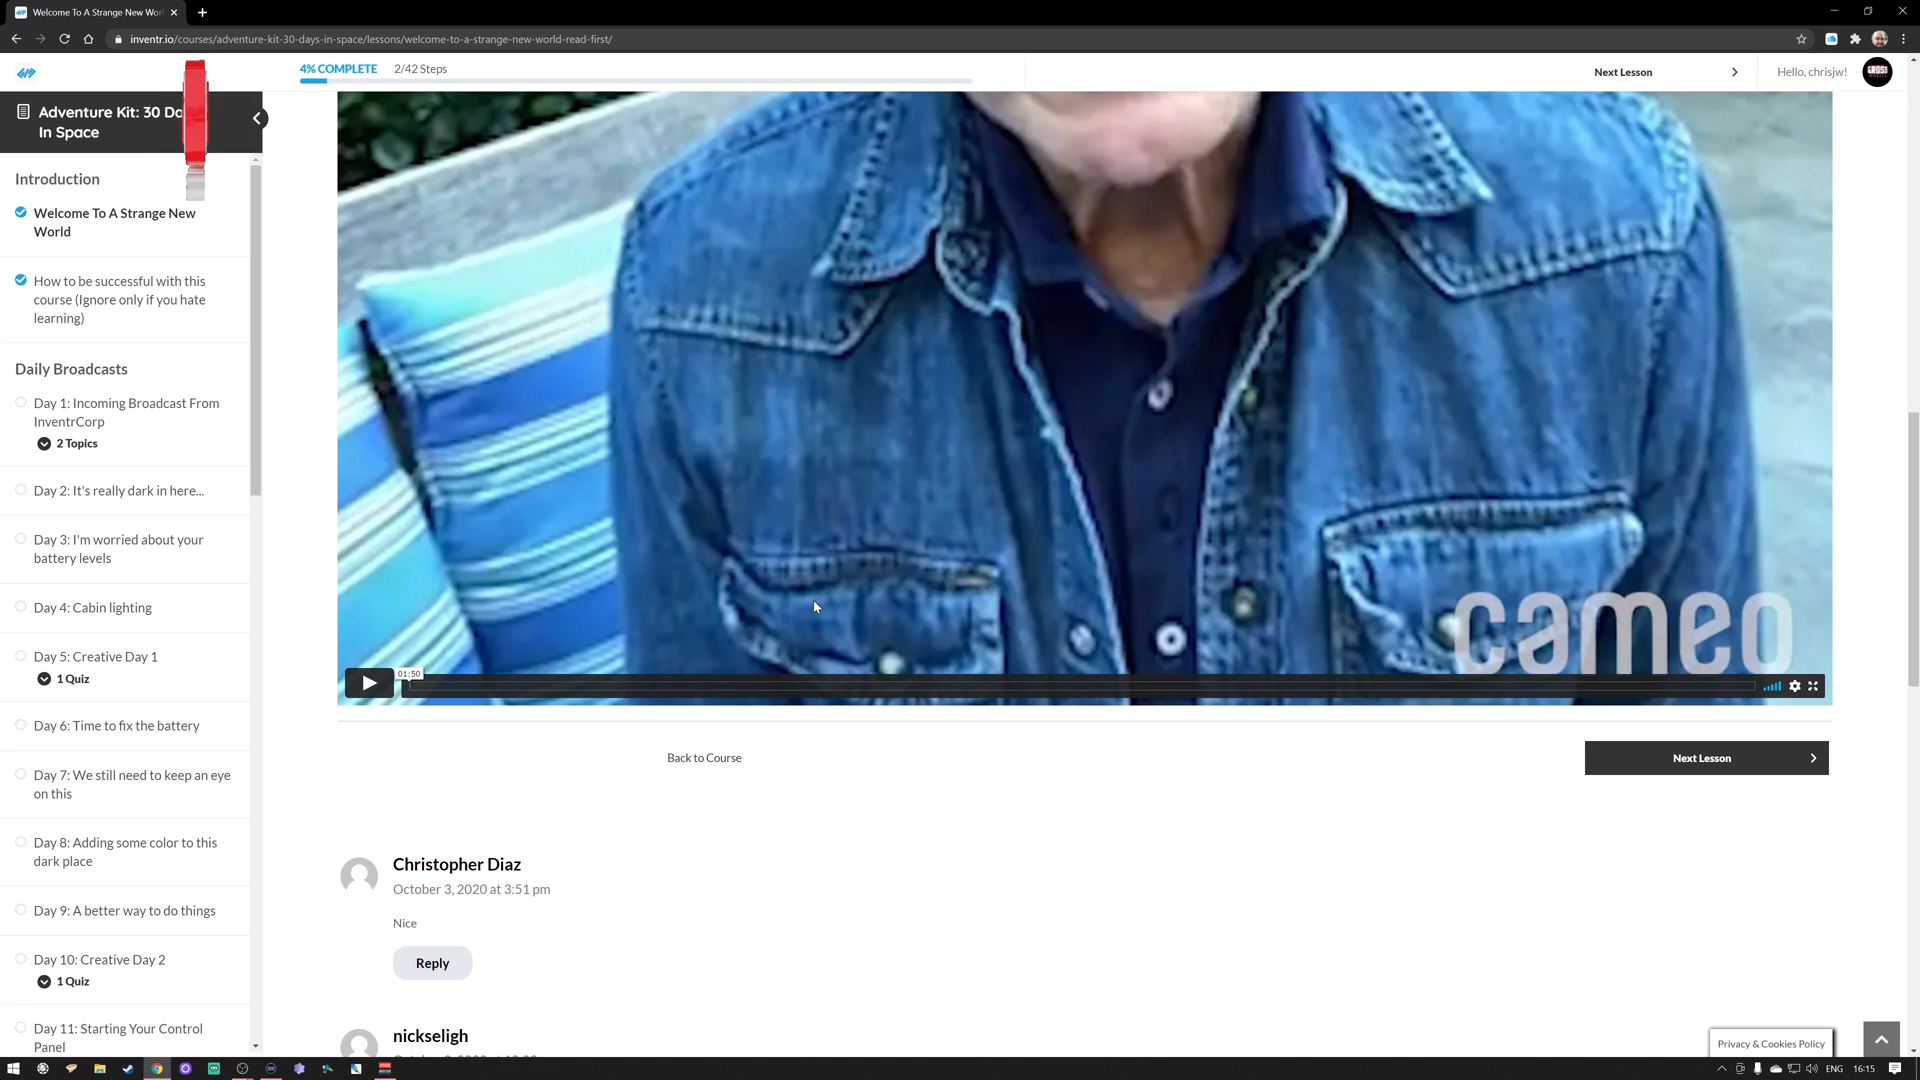 Welcome To A Strange New Wor
inventr.io/courses/adventure-kit-30-days-in-space/lessons/welcome-to-a-strange-new-world-read-first/
4% COMPLETE 2/42 Steps
Next Lesson
Hello, chrisjw!
Adventure Kit: 30 Da
In Space
Introduction
Welcome To A Strange New
World
How to be successful with this
course (Ignore only if you hate
learning)
Daily Broadcasts
Day 1: Incoming Broadcast From
InventrCorp
2 Topics
Day 2: It's really dark in here...
Day 3: I'm worried about your
battery levels
Day 4: Cabin lighting
Day 5: Creative Day 1
1 Quiz
Day 6: Time to fix the battery
Day 7: We still need to keep an eye
on this
Day 8: Adding some color to this
dark place
Day 9: A better way to do things
Day 10: Creative Day 2
1 Quiz
Day 11: Starting Your Control
Panel
cameo
01:50
Back to Course
Next Lesson
Christopher Diaz
October 3, 2020 at 3:51 pm
Nice
Reply
nickseligh
Privacy & Cookies Policy
ENG
16:15